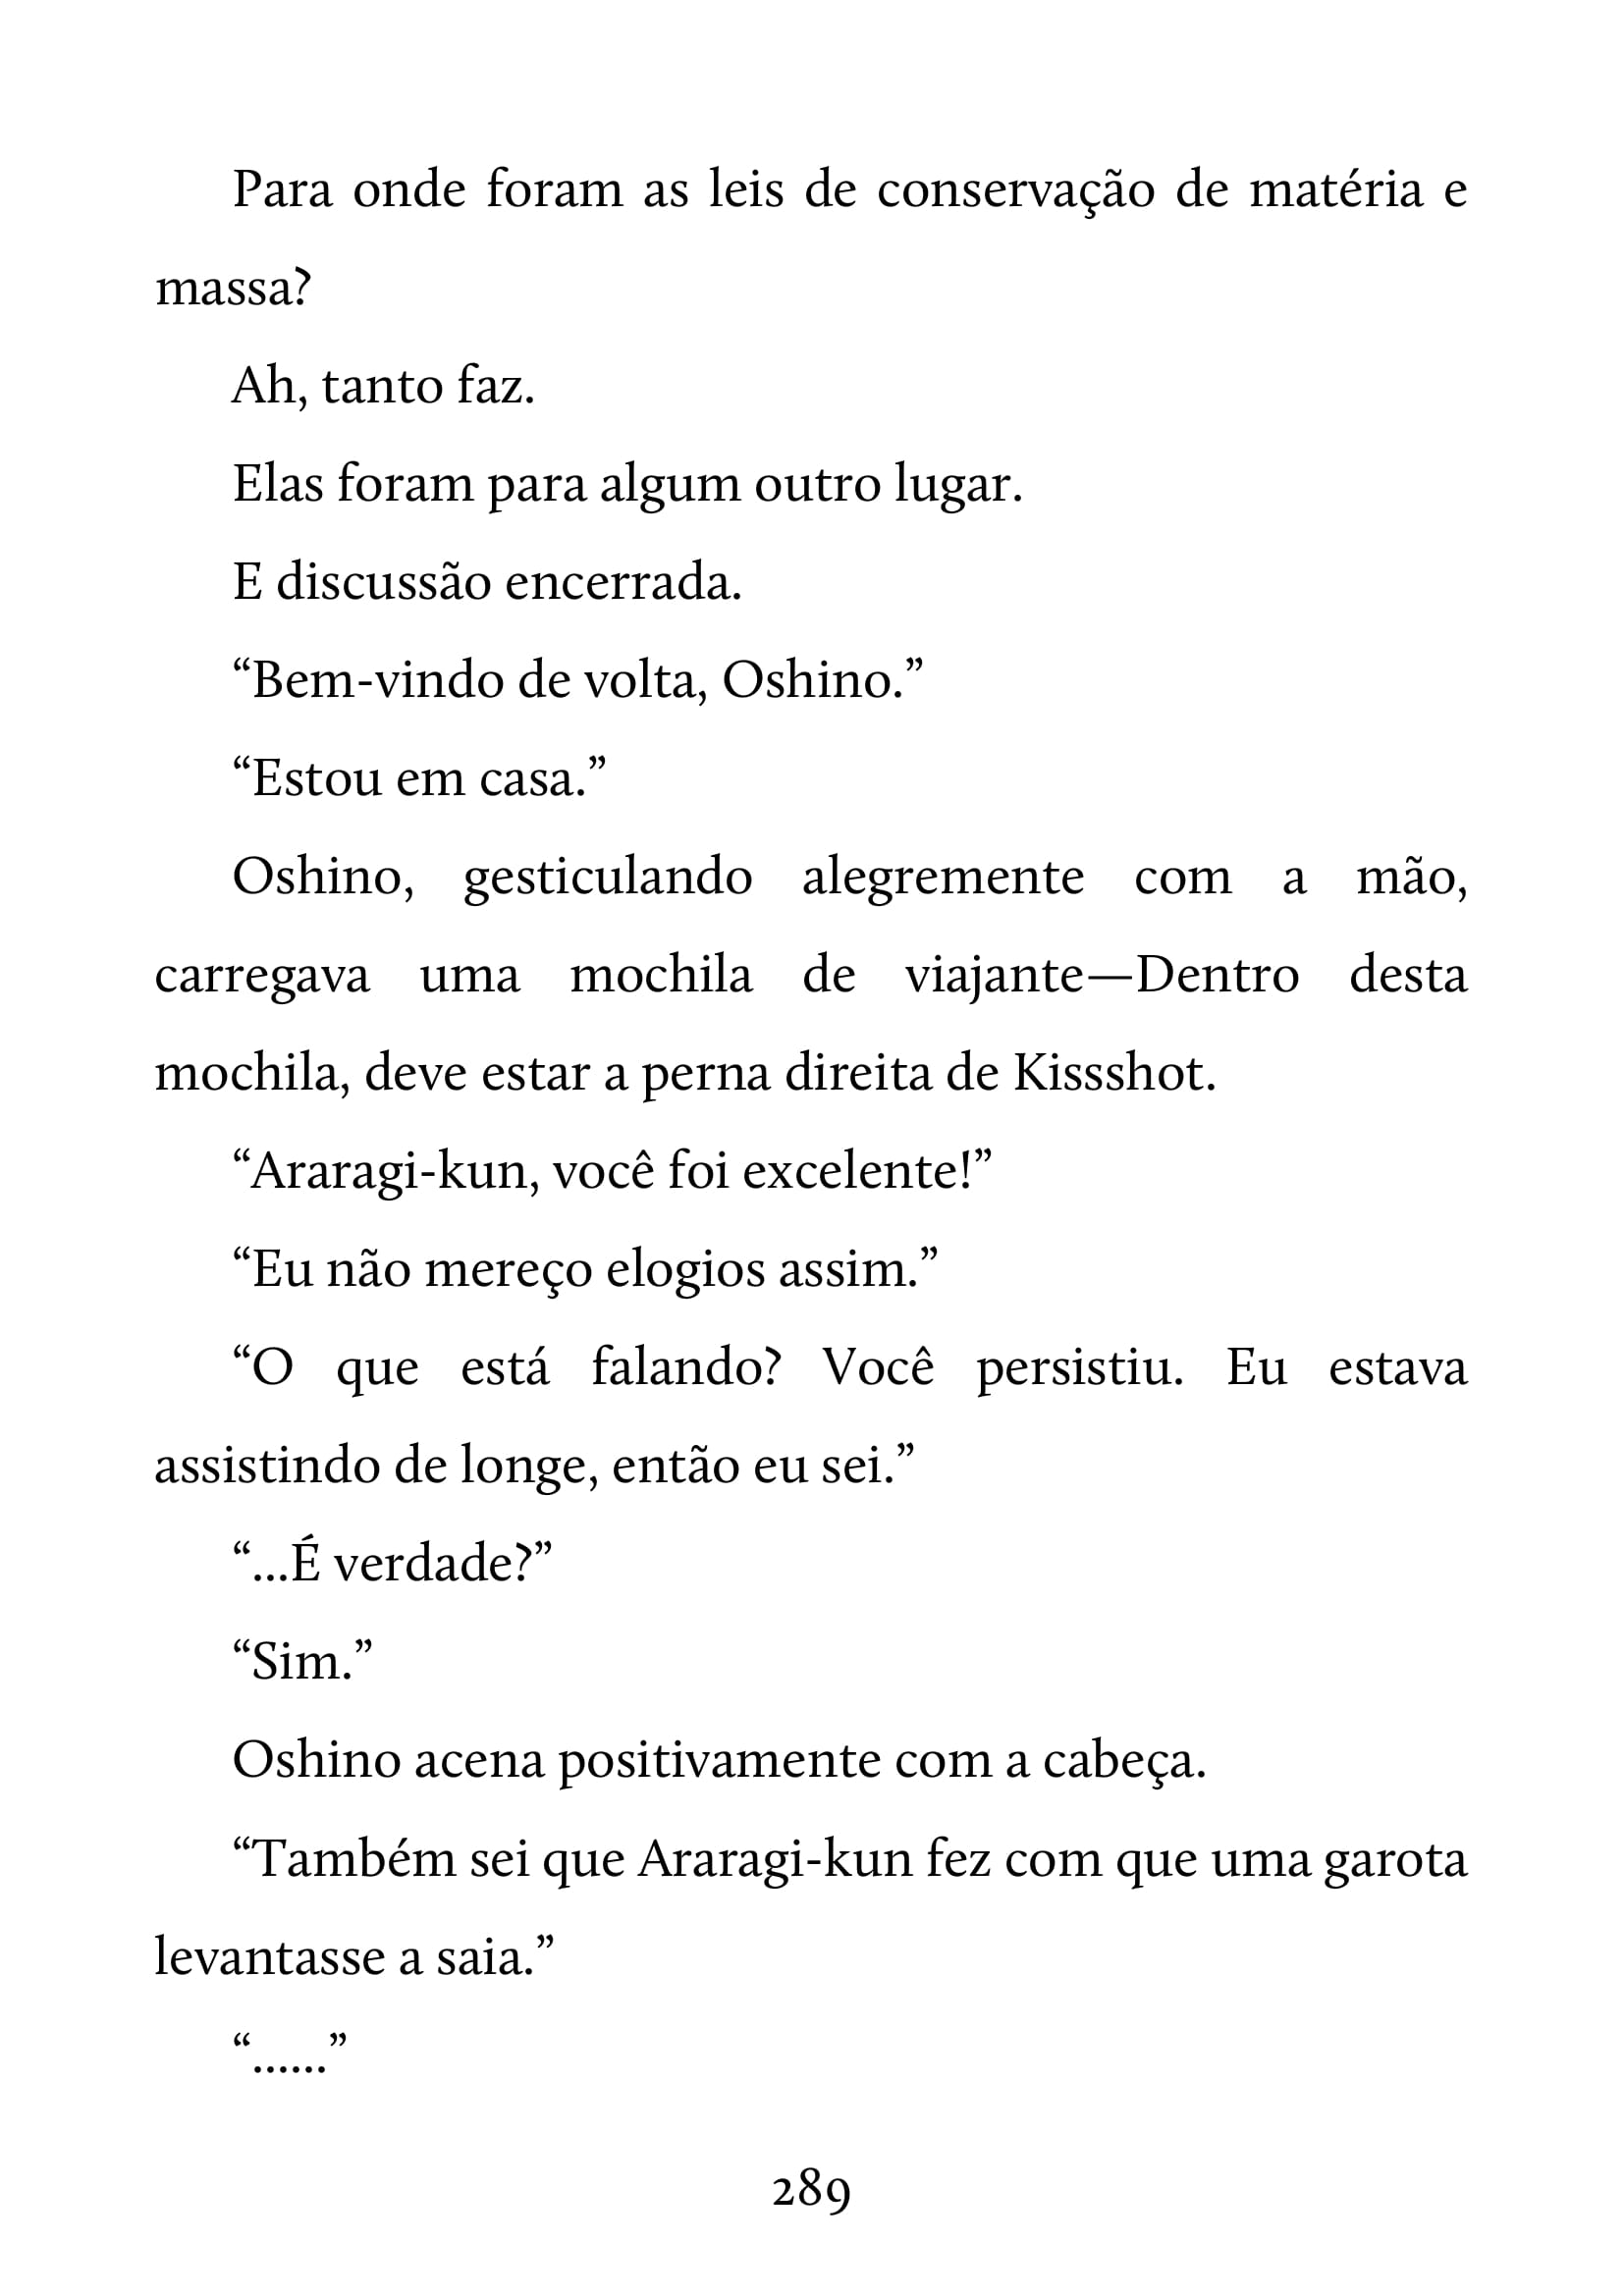 Para onde foram as leis de conservação de matéria e
massa?
Ah, tanto faz.
Elas foram para algum outro lugar.
E discussão encerrada.
“Bem-vindo de volta, Oshino.”
“Estou em casa.”
Oshino, gesticulando alegremente com a mão,
carregava uma mochila de viajante—Dentro desta
mochila, deve estar a perna direita de Kissshot.
“Araragi-kun, você foi excelente!”
“Eu não mereço elogios assim.”
“O que está falando? Você persistiu. Eu estava
assistindo de longe, então eu sei.”
“...É verdade?”
“Sim.”
Oshino acena positivamente com a cabeça.
“Também sei que Araragi-kun fez com que uma garota
levantasse a saia.”
“......”
289